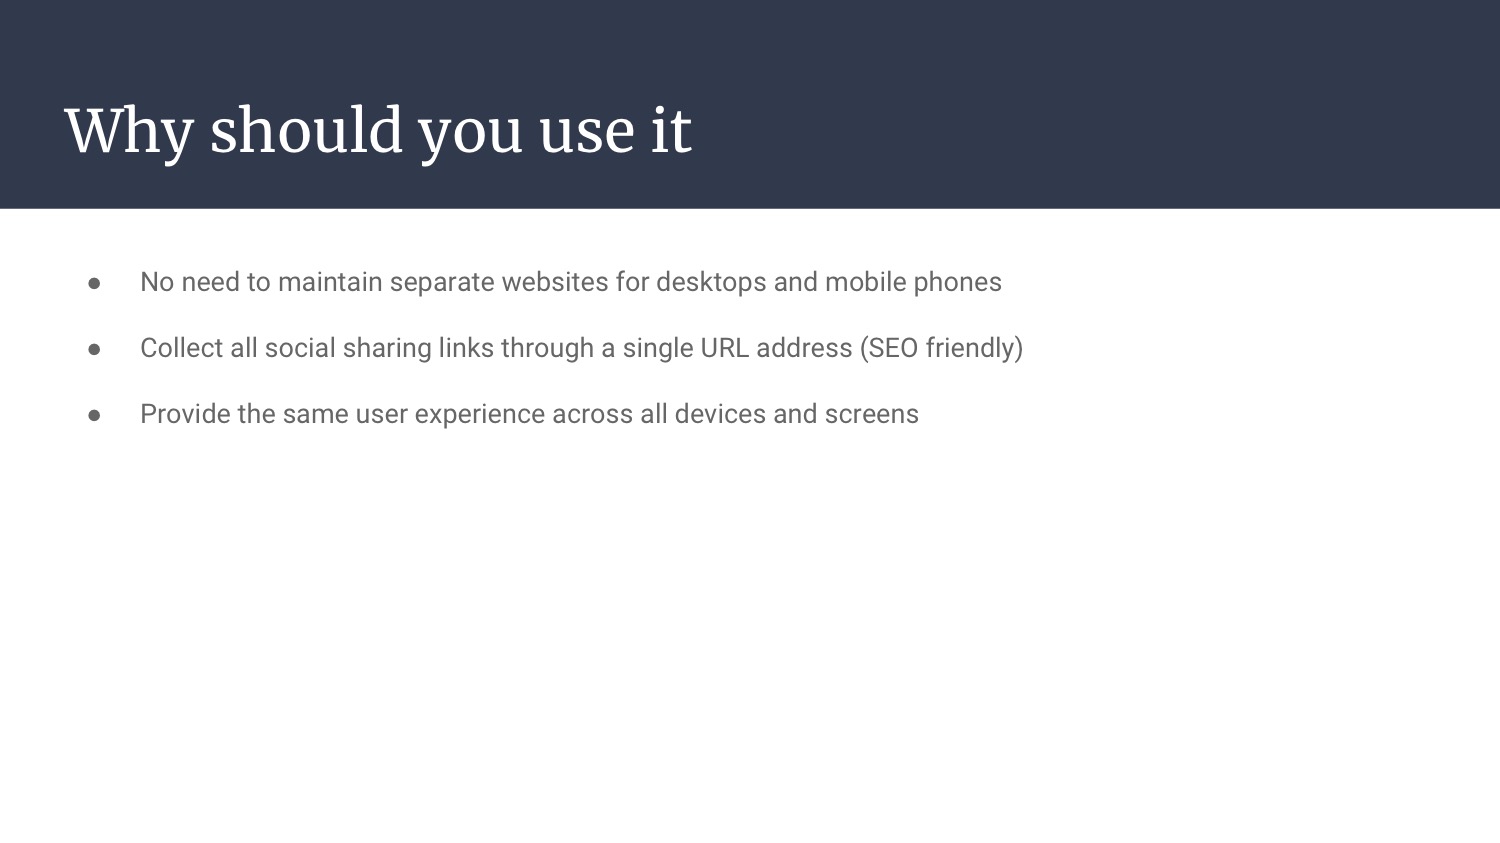 Why should you use it
● No need to maintain separate websites for desktops and mobile phones
● Collect all social sharing links through a single URL address (SEO friendly)
● Provide the same user experience across all devices and screens